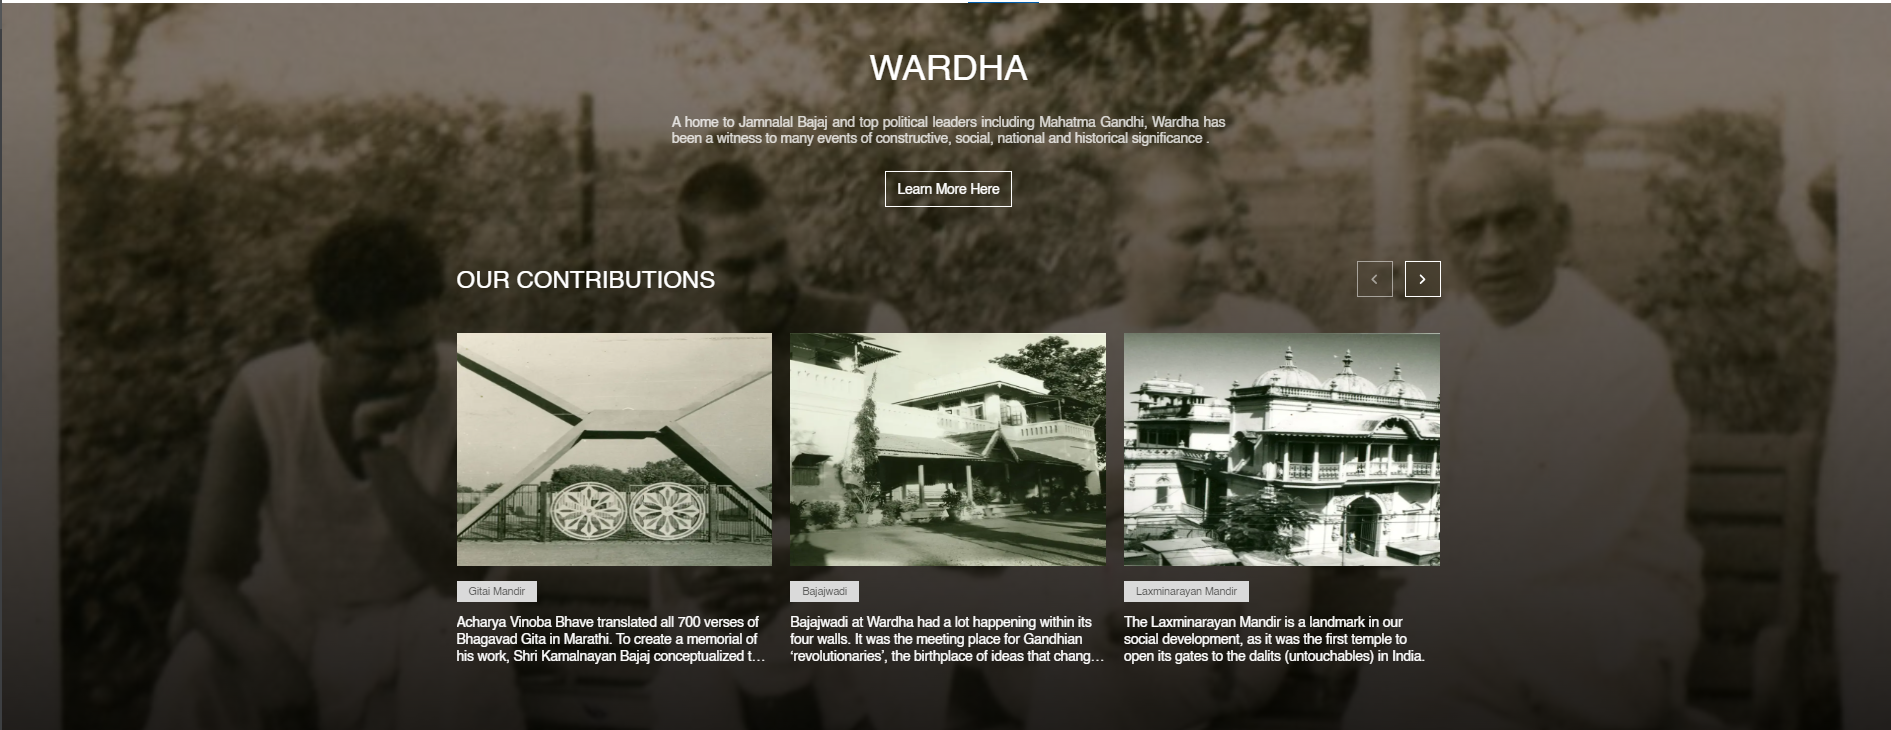 WARDHA
A home to Jamnalal Bajaj and top political leaders including Mahatma Gandhi, Wardha has
been a witness to many events of constructive, social, national and historical significance .
Learn More Here
OUR CONTRIBUTIONS
Gitai Mandir
Acharya Vinoba Bhave translated all 700 verses of
Bhagavad Gita in Marathi. To create a memorial of
his work, Shri Kamalnayan Bajaj conceptualized t…
Bajajwadi
Bajajwadi at Wardha had a lot happening within its
four walls. It was the meeting place for Gandhian
‘revolutionaries’, the birthplace of ideas that chang…
Laxminarayan Mandir
The Laxminarayan Mandir is a landmark in our
social development, as it was the first temple to
open its gates to the dalits (untouchables) in India.